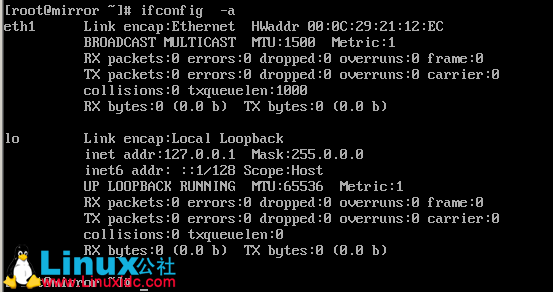 [root@mirror ~]# ifconfig  -a
eth1      Link encap:Ethernet  HWaddr 00:0C:29:21:12:EC
          BROADCAST MULTICAST  MTU:1500  Metric:1
          RX packets:0 errors:0 dropped:0 overruns:0 frame:0
          TX packets:0 errors:0 dropped:0 overruns:0 carrier:0
          collisions:0 txqueuelen:1000
          RX bytes:0 (0.0 b)  TX bytes:0 (0.0 b)
lo        Link encap:Local Loopback
          inet addr:127.0.0.1  Mask:255.0.0.0
          inet6 addr: ::1/128 Scope:Host
          UP LOOPBACK RUNNING  MTU:65536  Metric:1
          RX packets:0 errors:0 dropped:0 overruns:0 frame:0
          TX packets:0 errors:0 dropped:0 overruns:0 carrier:0
          collisions:0 txqueuelen:0
          RX bytes:0 (0.0 b)  TX bytes:0 (0.0 b)
Linux公社
www.Linuxidc.com